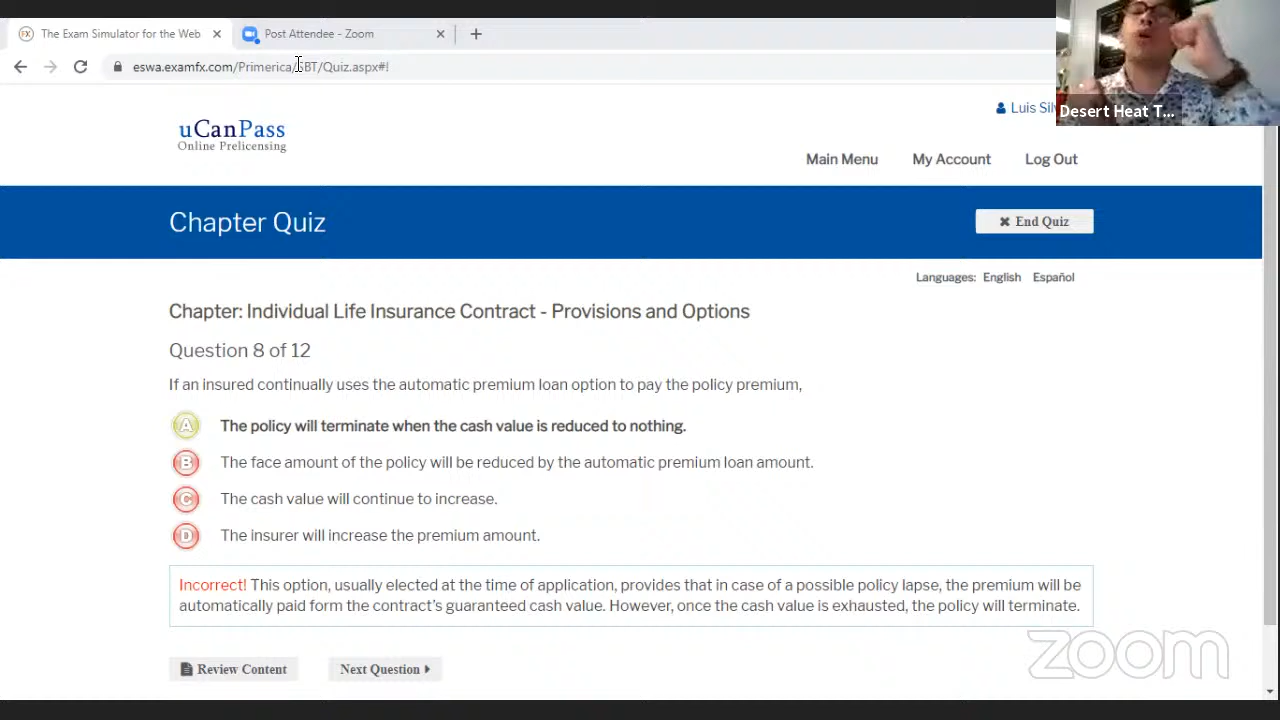 The Exam Simulator for the Web
Post Attendee - Zoom
eswa.examfx.com/Primerica/CBT/Quiz.aspx#!
Desert Heat T...
Luis Sil
uCanPass
Online Prelicensing
Main Menu My Account Log Out
Chapter Quiz
End Quiz
Languages: English Español
Chapter: Individual Life Insurance Contract - Provisions and Options
Question 8 of 12
If an insured continually uses the automatic premium loan option to pay the policy premium,
A The policy will terminate when the cash value is reduced to nothing.
B The face amount of the policy will be reduced by the automatic premium loan amount.
C The cash value will continue to increase.
D The insurer will increase the premium amount.
Incorrect! This option, usually elected at the time of application, provides that in case of a possible policy lapse, the premium will be
automatically paid form the contract's guaranteed cash value. However, once the cash value is exhausted, the policy will terminate.
Review Content Next Question
zoom